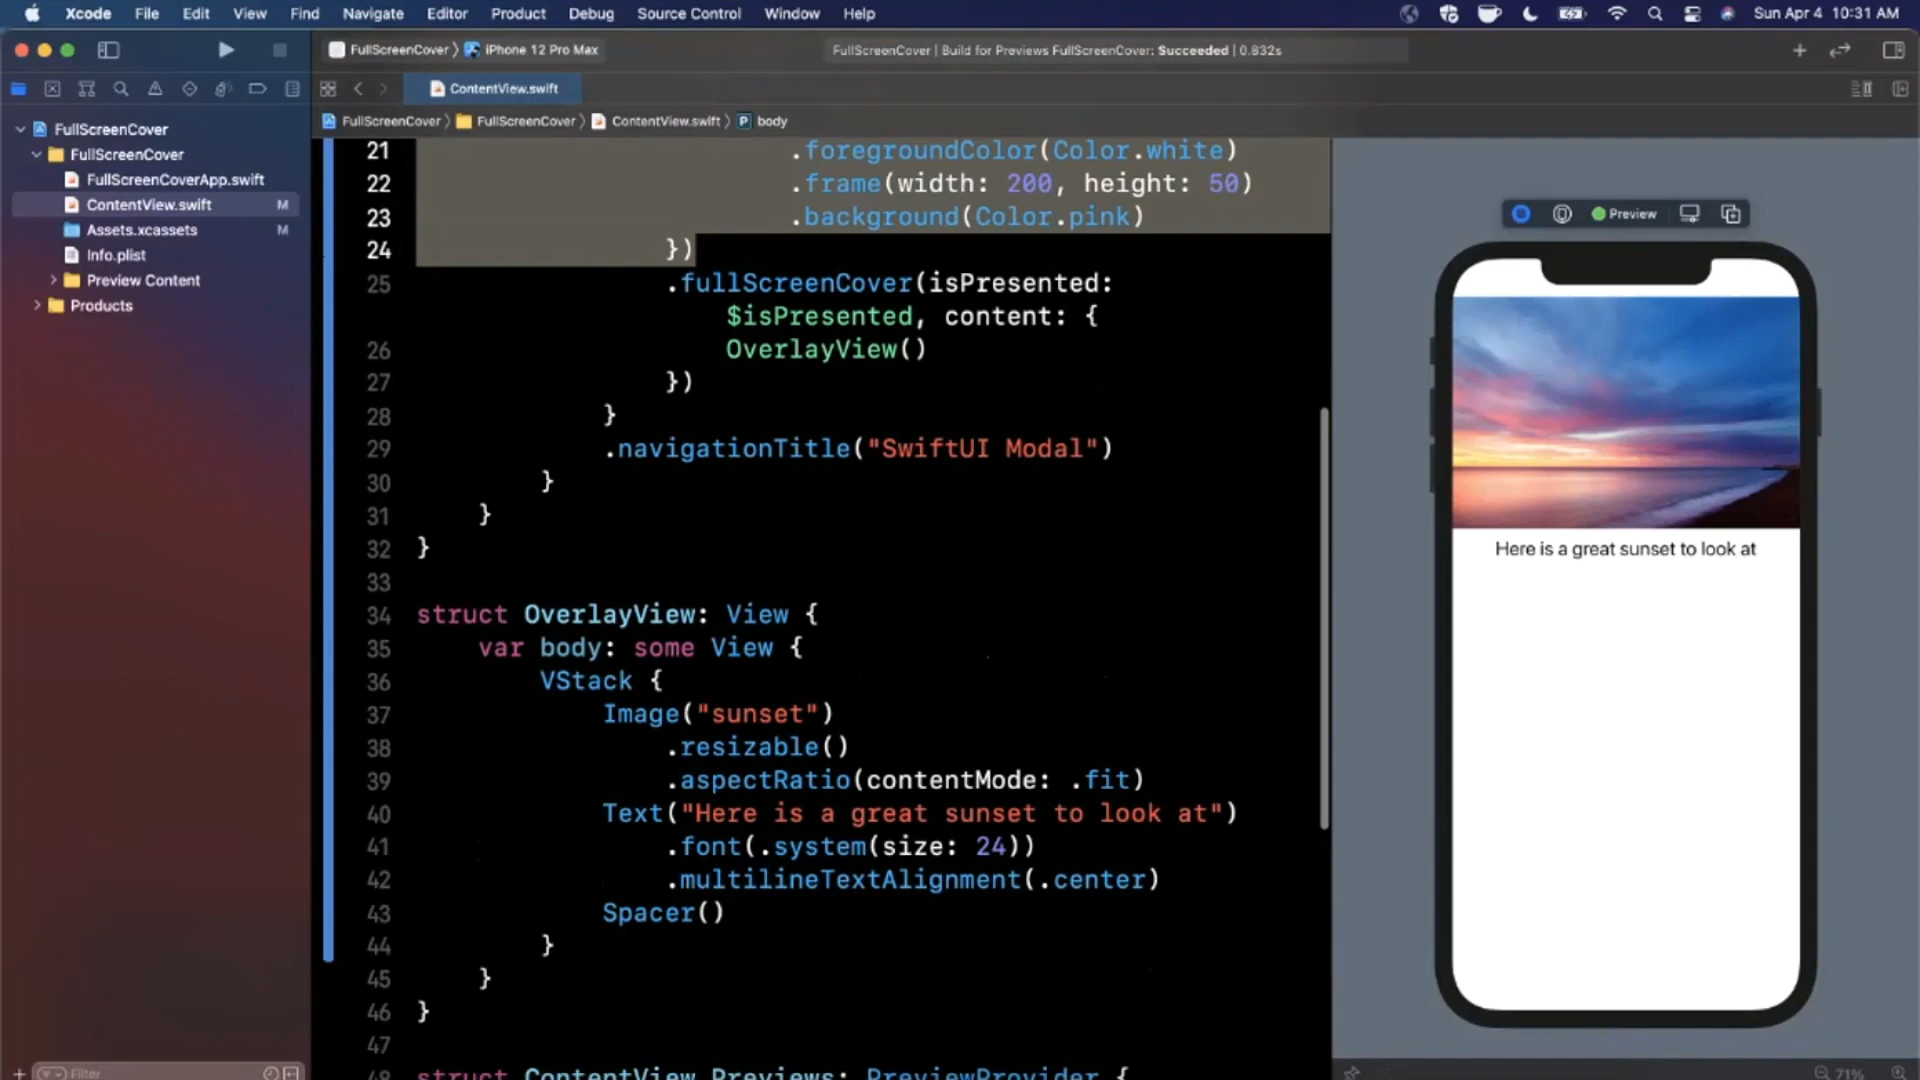 Xcode File Edit View Find Navigate Editor Product Debug Source Control Window Help Sun Apr 4 10:31 AM
FullScreenCover ⟩ iPhone 12 Pro Max
FullScreenCover | Build for Previews FullScreenCover: Succeeded | 0.832s
ContentView.swift
FullScreenCover ⟩ FullScreenCover ⟩ ContentView.swift ⟩ P body
FullScreenCover
FullScreenCover
FullScreenCoverApp.swift
ContentView.swift M
Assets.xcassets M
Info.plist
Preview Content
Products
Filter
21 .foregroundColor(Color.white)
22 .frame(width: 200, height: 50)
23 .background(Color.pink)
24 })
25 .fullScreenCover(isPresented:
$isPresented, content: {
26 OverlayView()
27 })
28 }
29 .navigationTitle("SwiftUI Modal")
30 }
31 }
32 }
33
34 struct OverlayView: View {
35 var body: some View {
36 VStack {
37 Image("sunset")
38 .resizable()
39 .aspectRatio(contentMode: .fit)
40 Text("Here is a great sunset to look at")
41 .font(.system(size: 24))
42 .multilineTextAlignment(.center)
43 Spacer()
44 }
45 }
46 }
47
48 struct ContentView_Previews: PreviewProvider {
Preview
Here is a great sunset to look at
71%